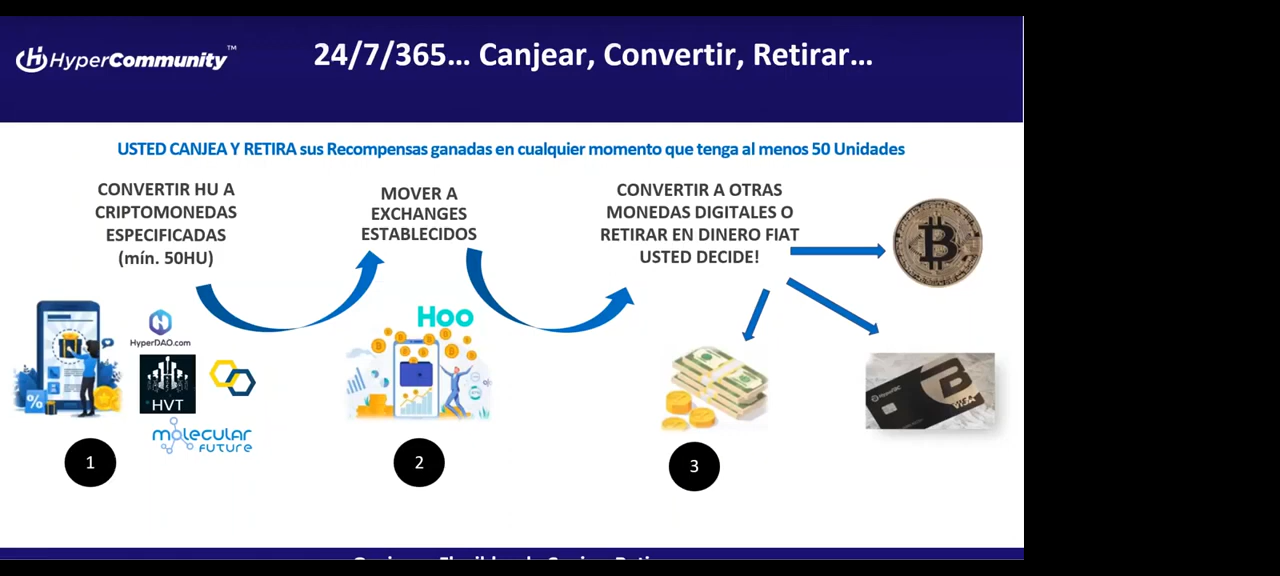 HyperCommunity™
24/7/365... Canjear, Convertir, Retirar...
USTED CANJEA Y RETIRA sus Recompensas ganadas en cualquier momento que tenga al menos 50 Unidades
CONVERTIR HU A
CRIPTOMONEDAS
ESPECIFICADAS
(mín. 50HU)
MOVER A
EXCHANGES
ESTABLECIDOS
CONVERTIR A OTRAS
MONEDAS DIGITALES O
RETIRAR EN DINERO FIAT
USTED DECIDE!
HyperDAO.com
HVT
MOLECULAR
FUTURE
%
Hoo
VISA
1
2
3